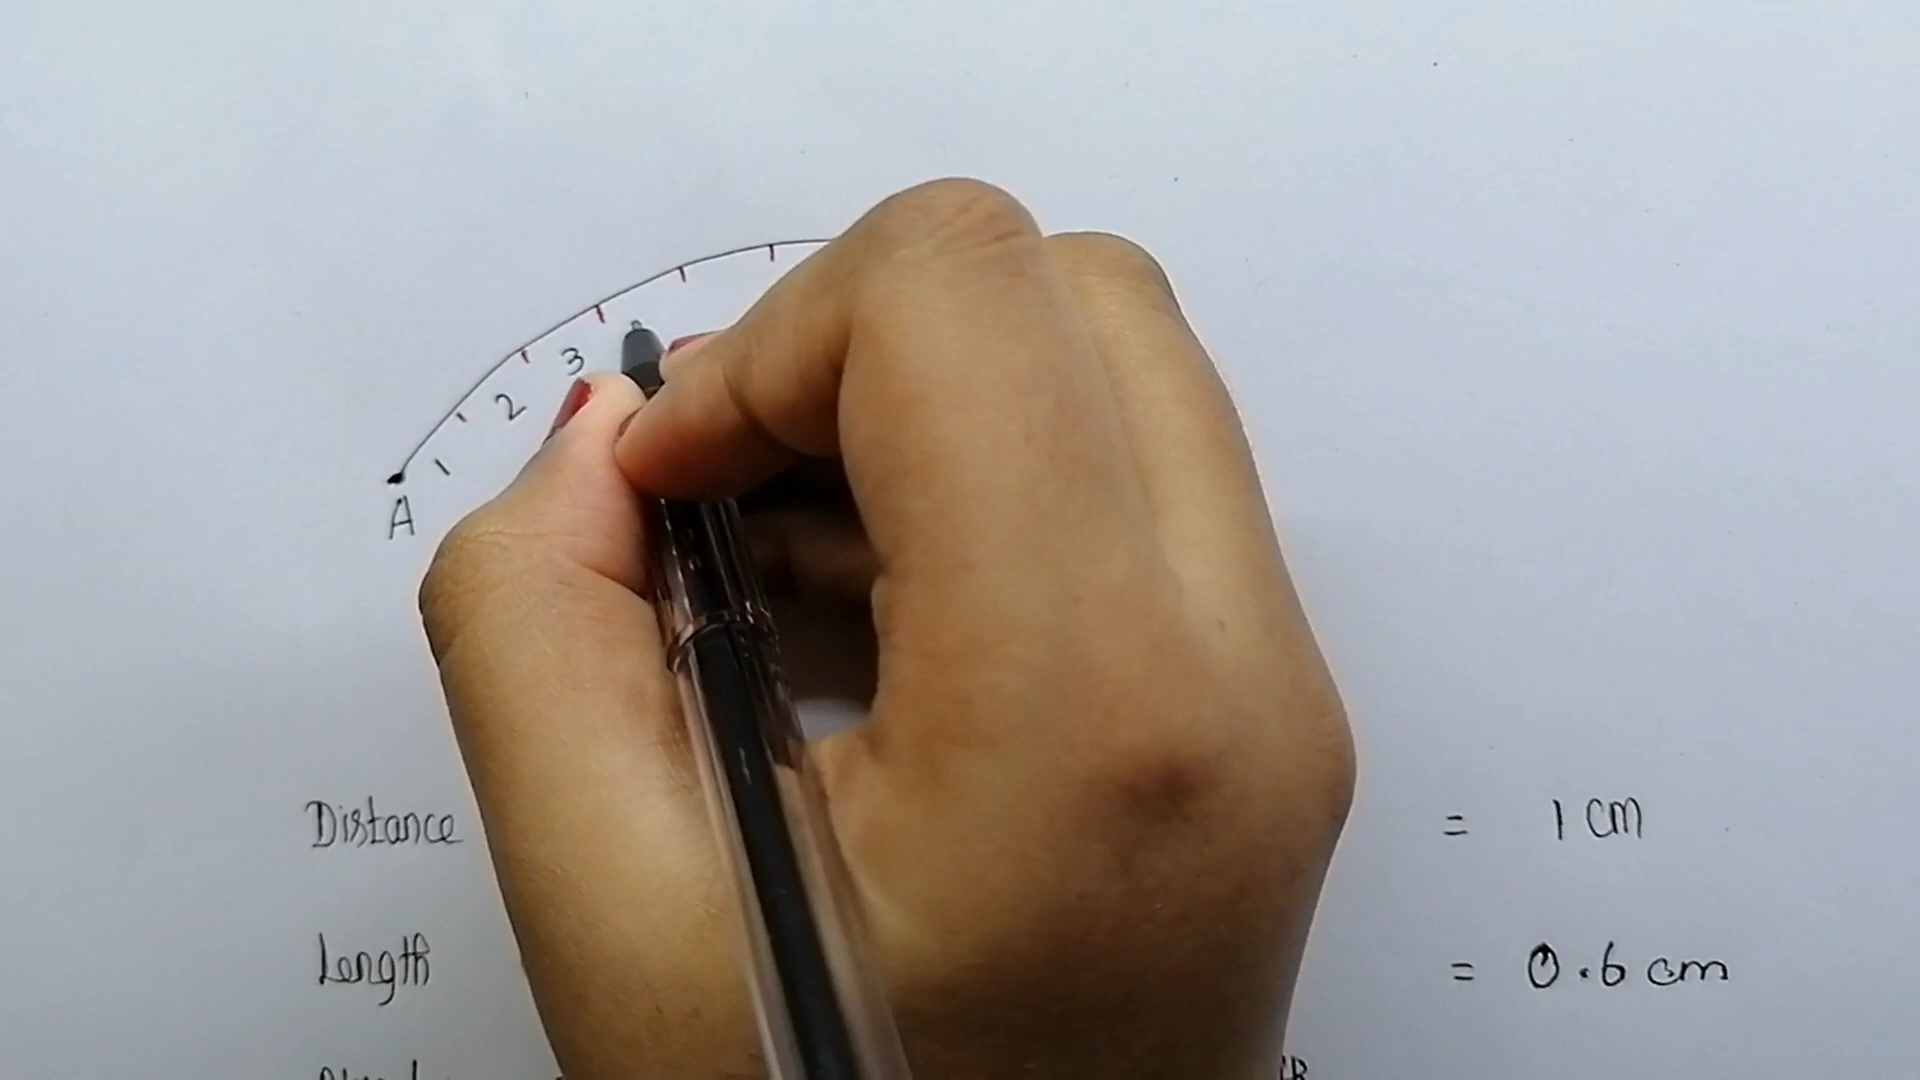 3
2
1
A
Distance = 1 cm
Length = 0.6 cm